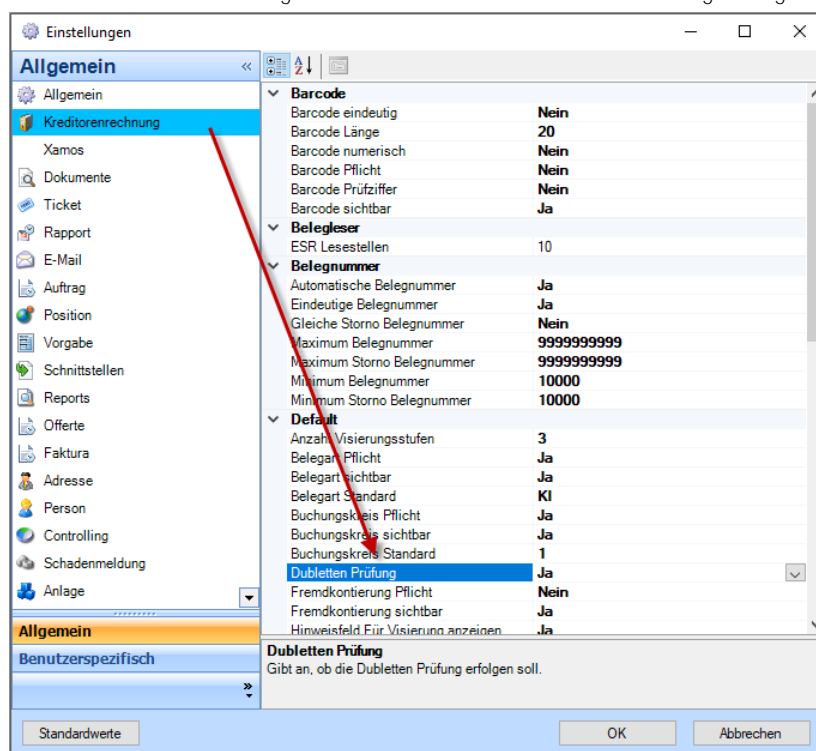 Einstellungen
Allgemein «
Allgemein
Kreditorenrechnung
Xamos
Dokumente
Ticket
Rapport
E-Mail
Auftrag
Position
Vorgabe
Schnittstellen
Reports
Offerte
Faktura
Adresse
Person
Controlling
Schadenmeldung
Anlage
Allgemein
Benutzerspezifisch
Barcode
Barcode eindeutig Nein
Barcode Länge 20
Barcode numerisch Nein
Barcode Pflicht Nein
Barcode Prüfziffer Nein
Barcode sichtbar Ja
Belegleser
ESR Lesestellen 10
Belegnummer
Automatische Belegnummer Ja
Eindeutige Belegnummer Ja
Gleiche Storno Belegnummer Nein
Maximum Belegnummer 9999999999
Maximum Storno Belegnummer 9999999999
Minimum Belegnummer 10000
Minimum Storno Belegnummer 10000
Default
Anzahl Visierungsstufen 3
Belegart Pflicht Ja
Belegart sichtbar Ja
Belegart Standard KI
Buchungskreis Pflicht Ja
Buchungskreis sichtbar Ja
Buchungskreis Standard 1
Dubletten Prüfung Ja
Fremdkontierung Pflicht Nein
Fremdkontierung sichtbar Ja
Hinweisfeld Für Visierung anzeigen Ja
Dubletten Prüfung
Gibt an, ob die Dubletten Prüfung erfolgen soll.
Standardwerte OK Abbrechen